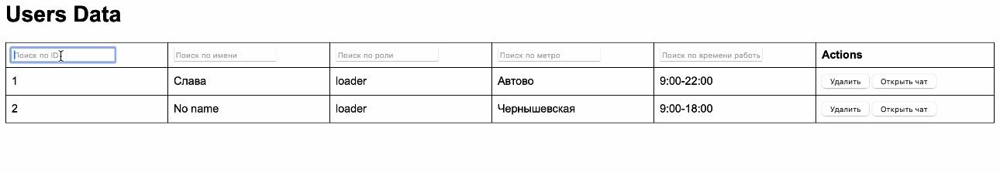 Users Data
Поиск по ID Поиск по имени Поиск по роли Поиск по метро Поиск по времени работь Actions
1 Слава loader Автово 9:00-22:00 Удалить Открыть чат
2 No name loader Чернышевская 9:00-18:00 Удалить Открыть чат